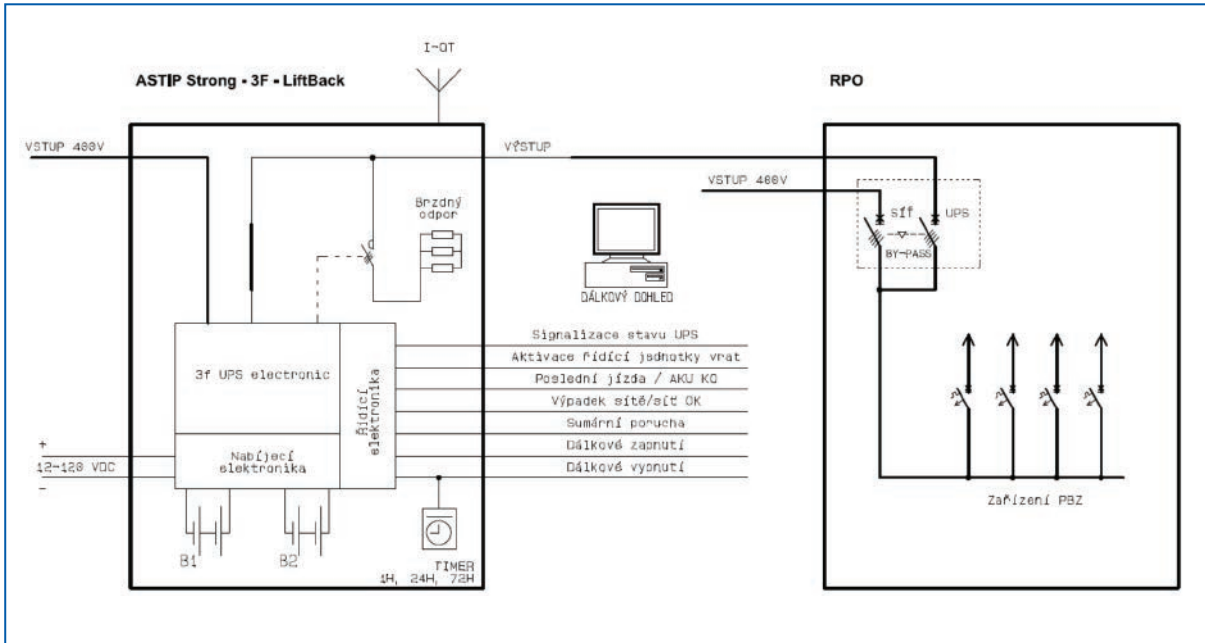 I-QT
ASTIP Strong - 3F - LiftBack
RPO
VSTUP 400V
VÝSTUP
VSTUP 400V
Brzdný
odpor
SÍŤ
UPS
BY-PASS
DÁLKOVÝ DOHLED
Signalizace stavu UPS
Aktivace řídící jednotky vrat
Poslední jízda / AKU KO
Výpadek sítě/síť OK
Sumární porucha
Dálkové zapnutí
Dálkové vypnutí
3f UPS electronic
Řídící
elektronika
Nabíjecí
elektronika
+
12-120 VDC
-
B1
B2
TIMER
1H, 24H, 72H
Zařízení PBZ